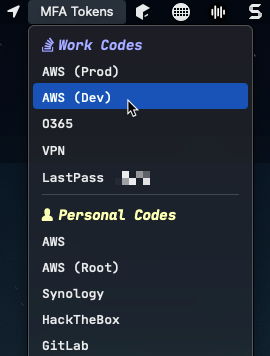 MFA Tokens
Work Codes
AWS (Prod)
AWS (Dev)
O365
VPN
LastPass
Personal Codes
AWS
AWS (Root)
Synology
HackTheBox
GitLab